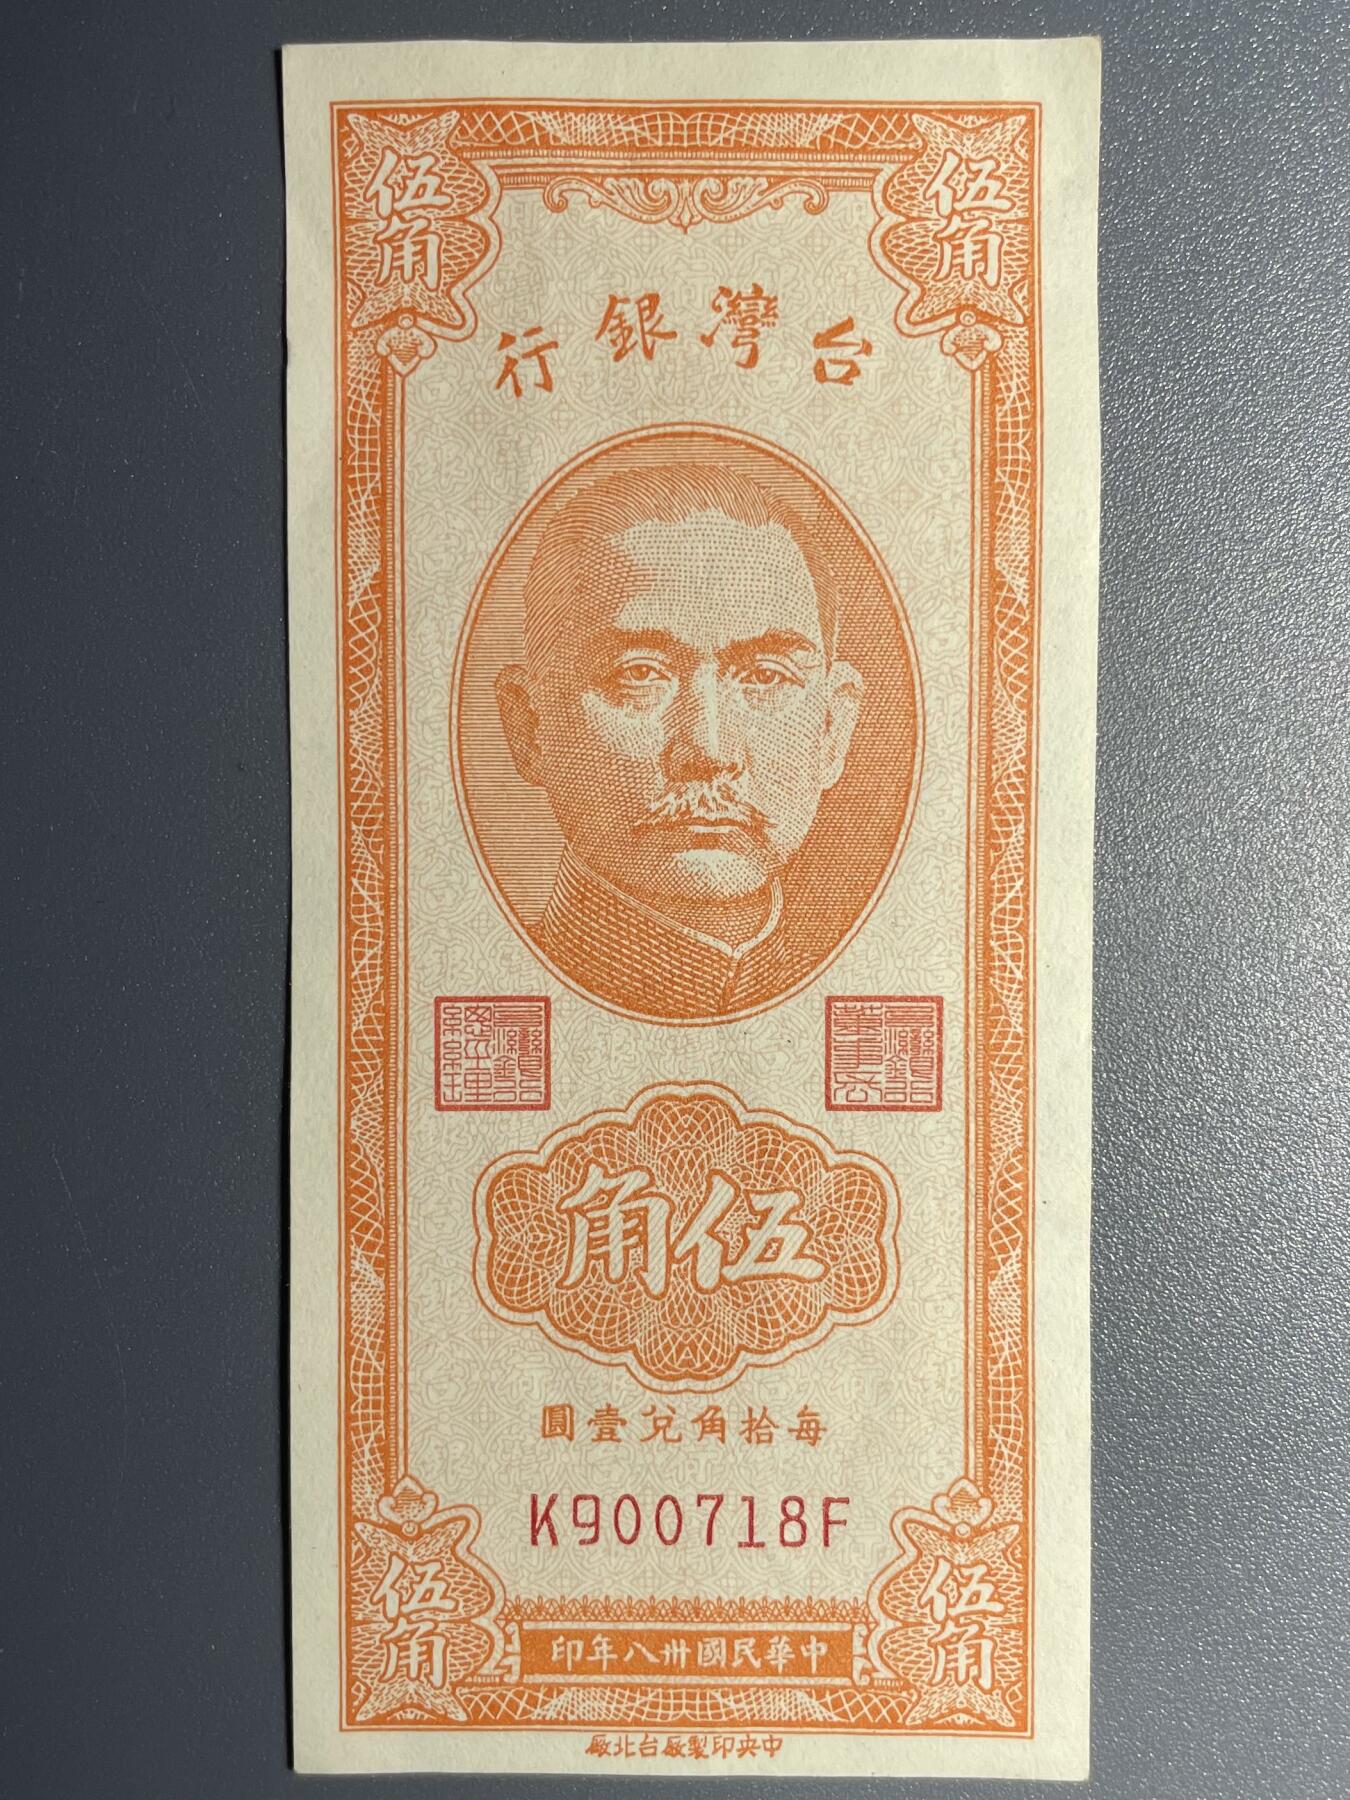 伍角
伍角
台灣銀行
伍角
每拾角兌壹圓
K900718F
伍角
伍角
中華民國卅八年印
中央印製廠台北廠